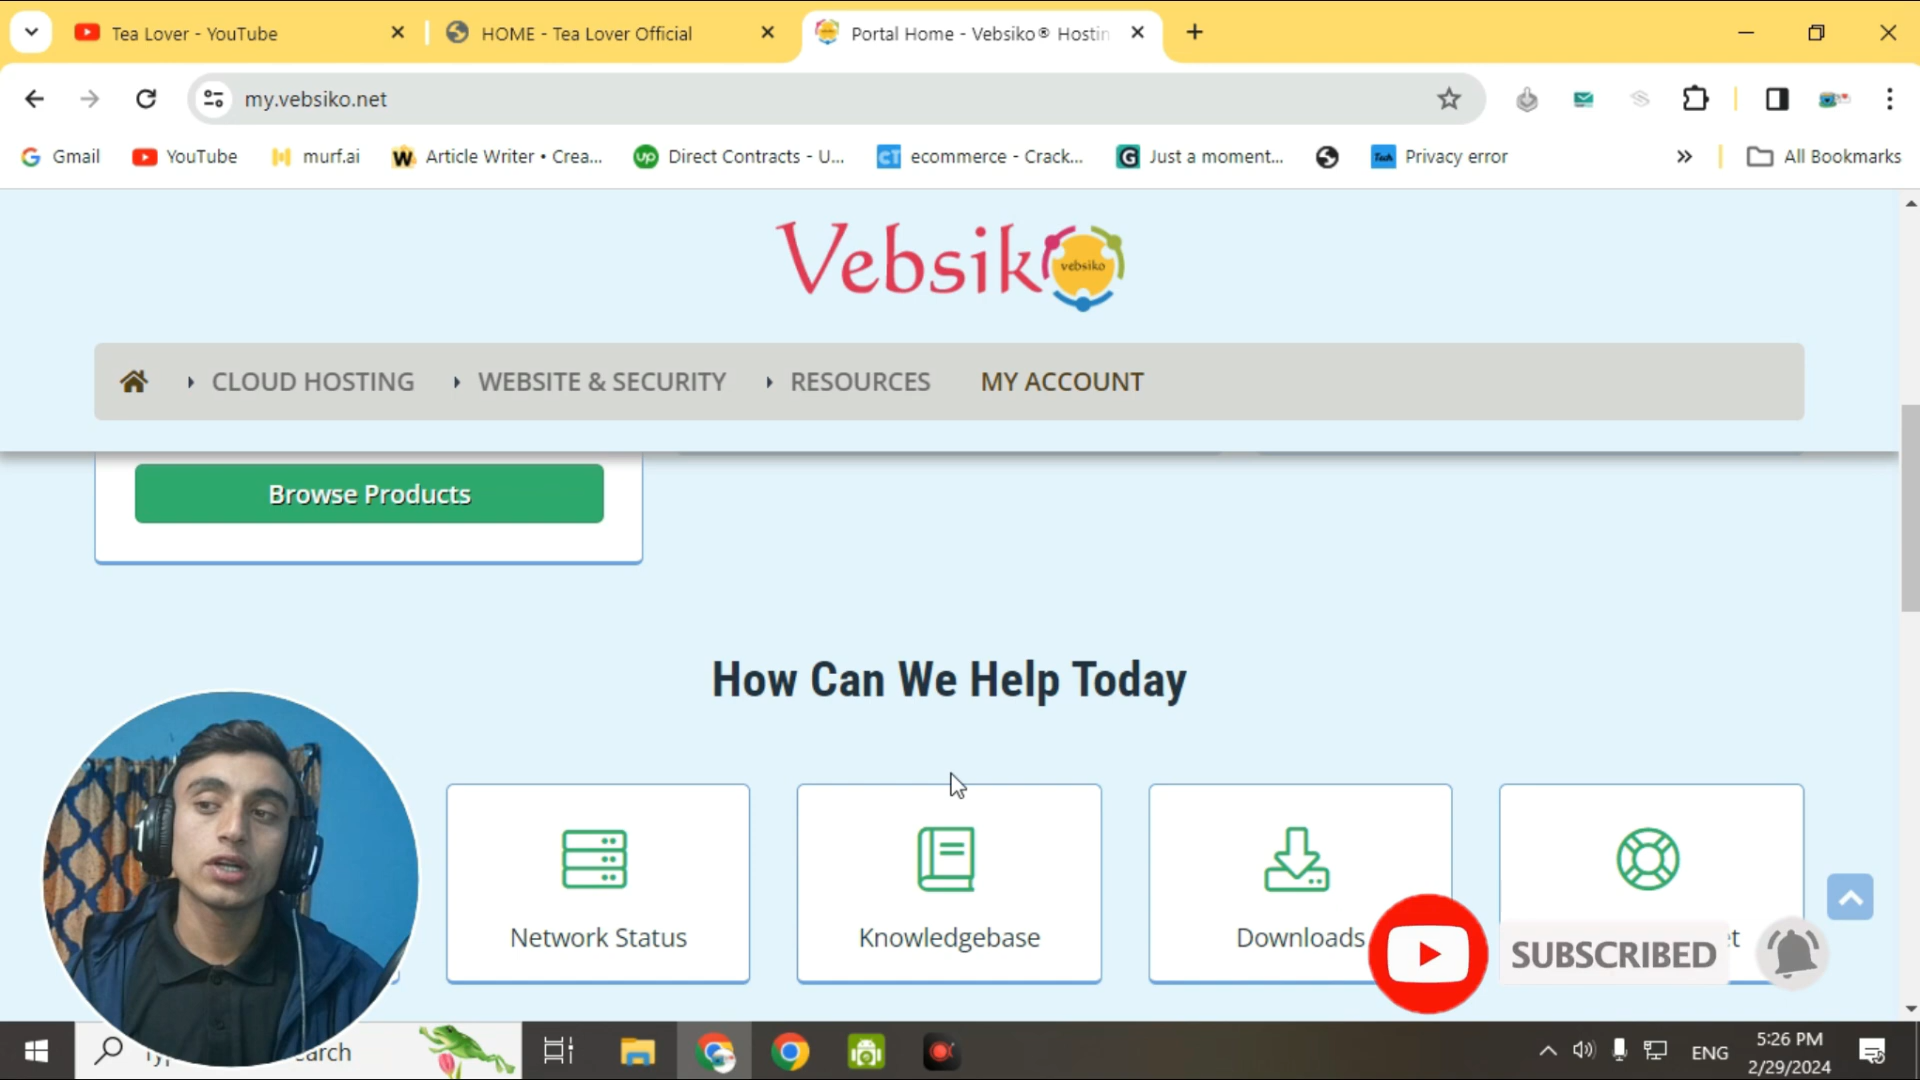 Tea Lover - YouTube
HOME - Tea Lover Official
Portal Home - Vebsiko® Hostin
my.vebsiko.net
Gmail
YouTube
murf.ai
Article Writer • Crea...
Direct Contracts - U...
ecommerce - Crack...
Just a moment...
Privacy error
All Bookmarks
Vebsik
vebsiko
CLOUD HOSTING
WEBSITE & SECURITY
RESOURCES
MY ACCOUNT
Browse Products
How Can We Help Today
Network Status
Knowledgebase
Downloads
SUBSCRIBED
ENG
5:26 PM
2/29/2024